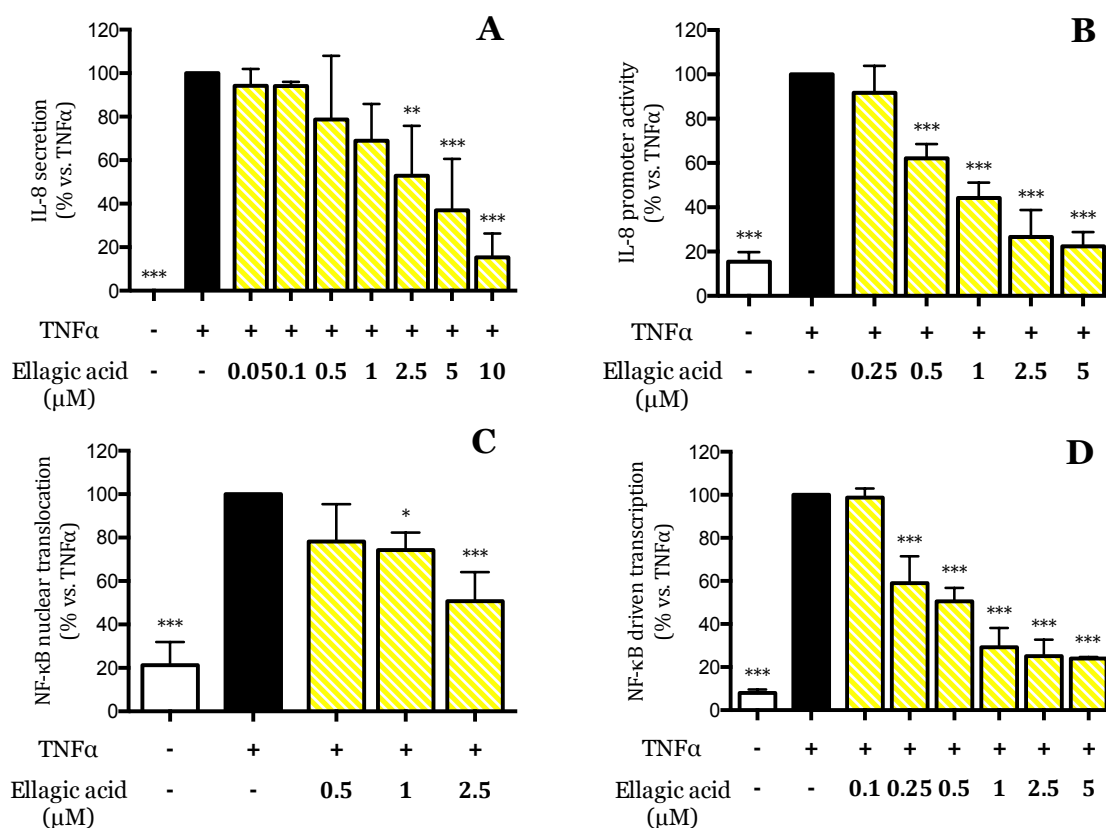 A
IL-8 secretion
(% vs. TNFα)
120
100
80
60
40
20
0
*** ** *** ***
TNFα - + + + + + + + +
Ellagic acid - - 0.05 0.1 0.5 1 2.5 5 10
(μM)
B
IL-8 promoter activity
(% vs. TNFα)
120
100
80
60
40
20
0
*** *** *** *** ***
TNFα - + + + + + +
Ellagic acid - - 0.25 0.5 1 2.5 5
(μM)
C
NF-κB nuclear translocation
(% vs. TNFα)
120
100
80
60
40
20
0
*** * ***
TNFα - + + + +
Ellagic acid - - 0.5 1 2.5
(μM)
D
NF-κB driven transcription
(% vs. TNFα)
120
100
80
60
40
20
0
*** *** *** *** *** ***
TNFα - + + + + + + +
Ellagic acid - - 0.1 0.25 0.5 1 2.5 5
(μM)